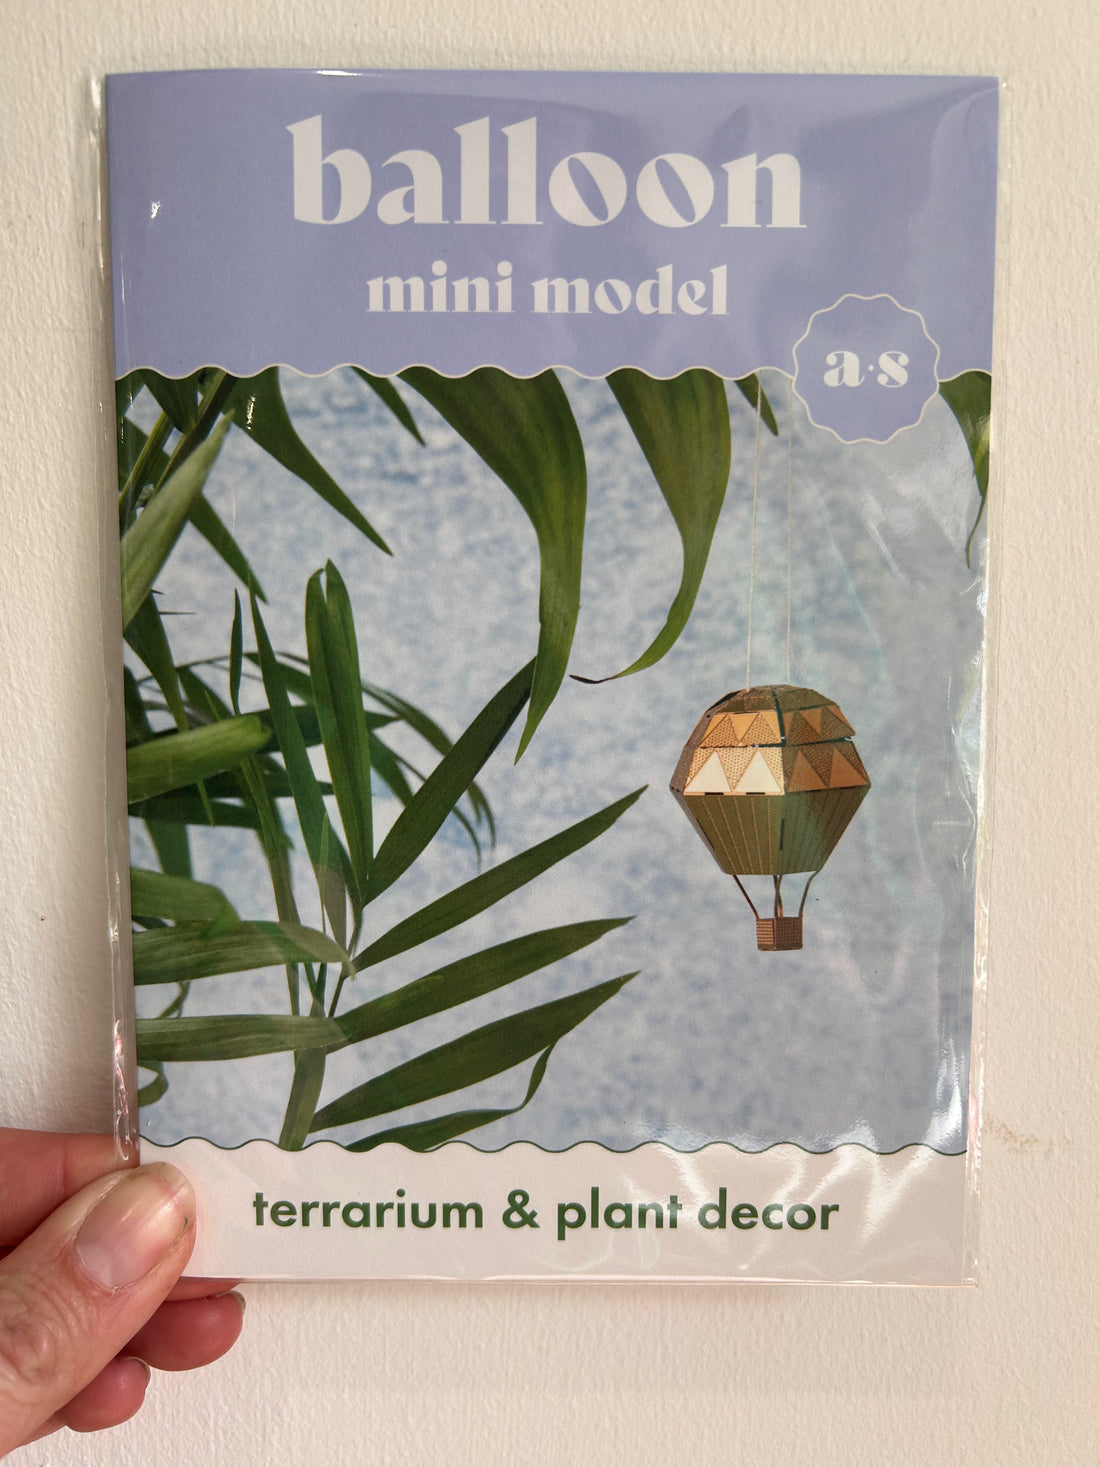 balloon
mini model
a·s
terrarium & plant decor